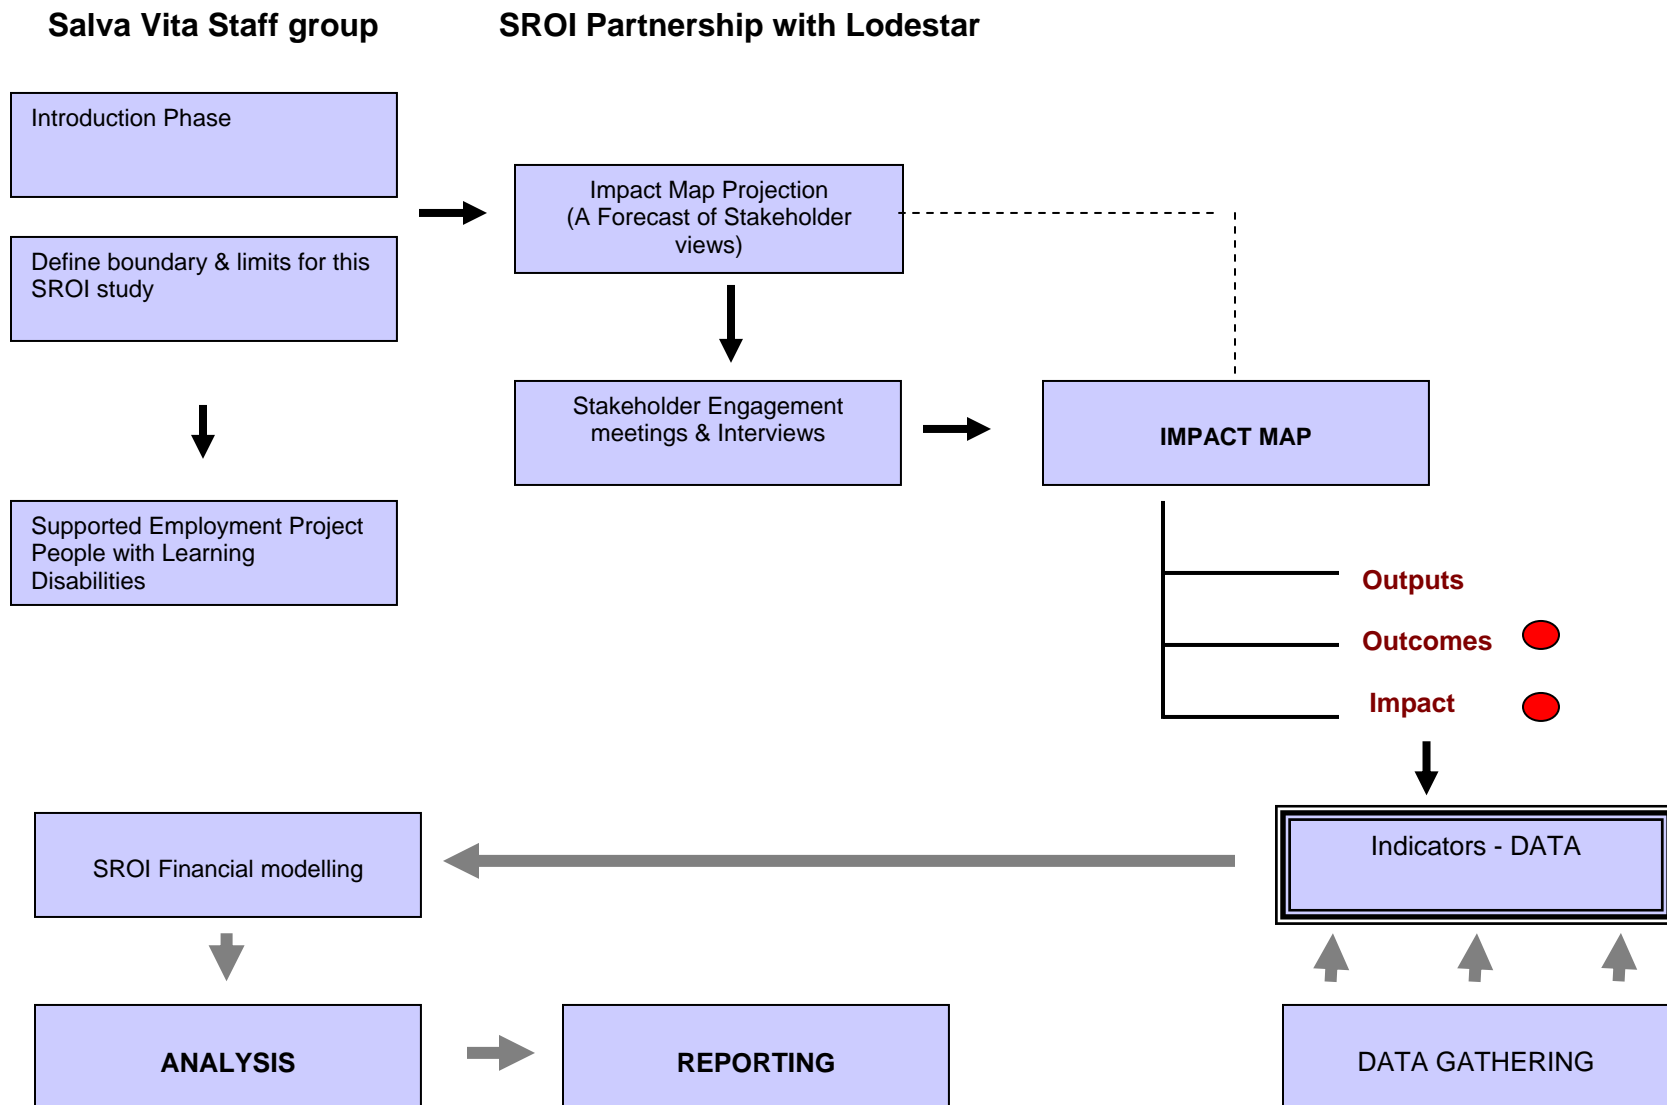 Salva Vita Staff group
SROI Partnership with Lodestar
Introduction Phase
Define boundary & limits for this
SROI study
Supported Employment Project
People with Learning
Disabilities
Impact Map Projection
(A Forecast of Stakeholder
views)
Stakeholder Engagement
meetings & Interviews
IMPACT MAP
Outputs
Outcomes
Impact
Indicators - DATA
SROI Financial modelling
ANALYSIS
REPORTING
DATA GATHERING